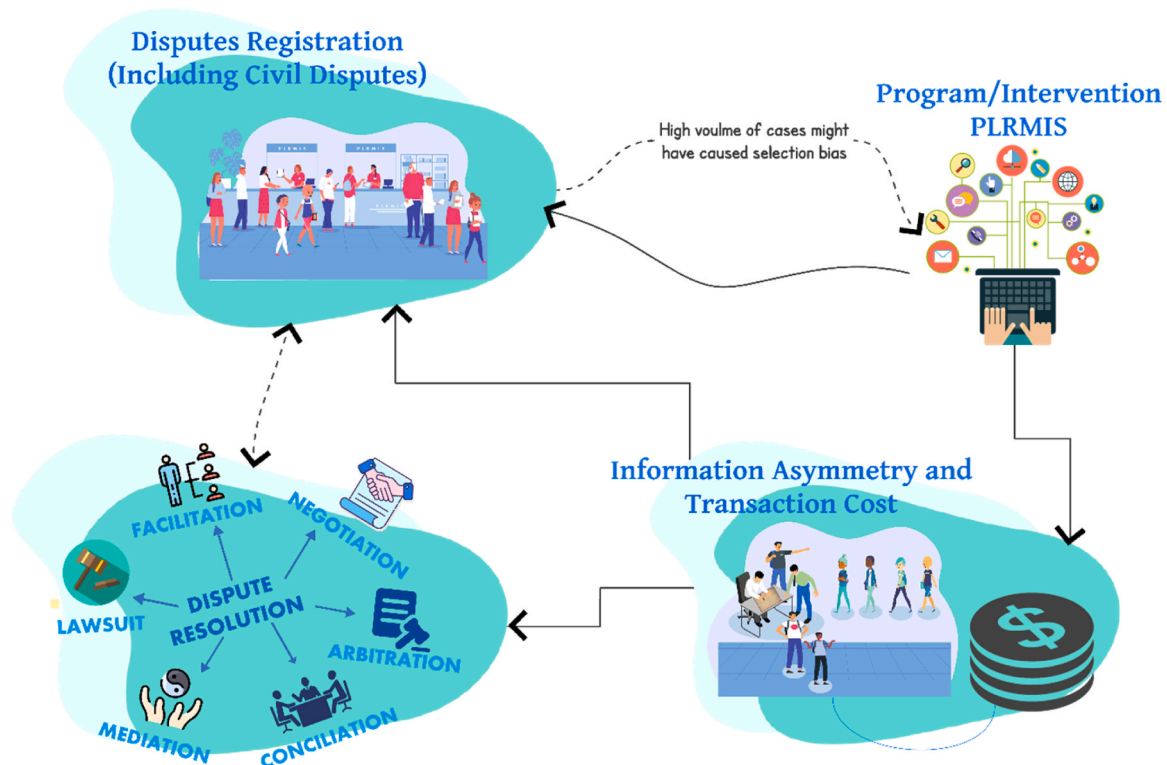 Disputes Registration
(Including Civil Disputes)
PLRMIS
PLRMIS
PLRMIS
High voulme of cases might
have caused selection bias
Program/Intervention
PLRMIS
Information Asymmetry and
Transaction Cost
FACILITATION
NEGOTIATION
LAWSUIT
DISPUTE
RESOLUTION
ARBITRATION
MEDIATION
CONCILIATION
$